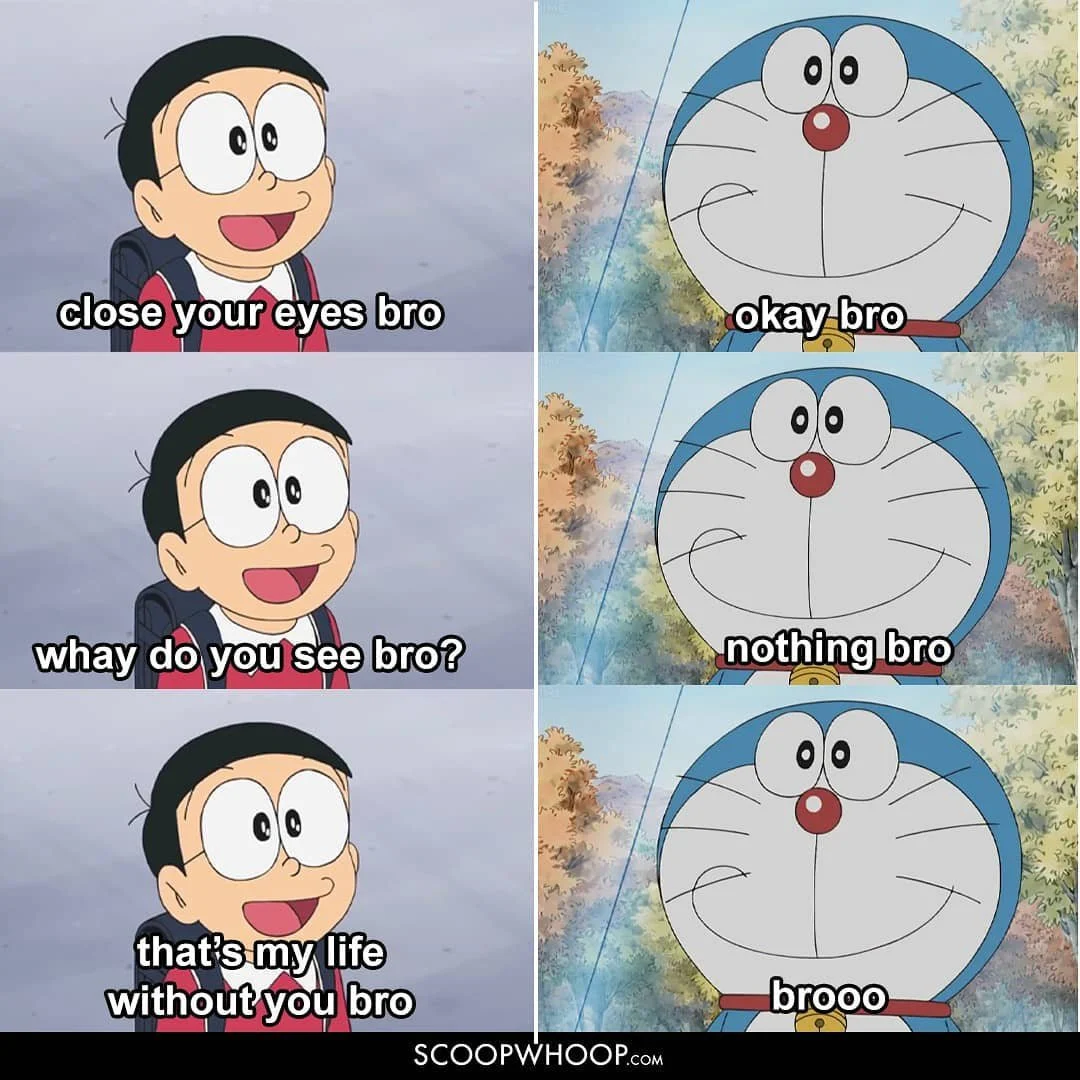 close your eyes bro
okay bro
whay do you see bro?
nothing bro
that's my life
without you bro
brooo
SCOOPWHOOP.COM